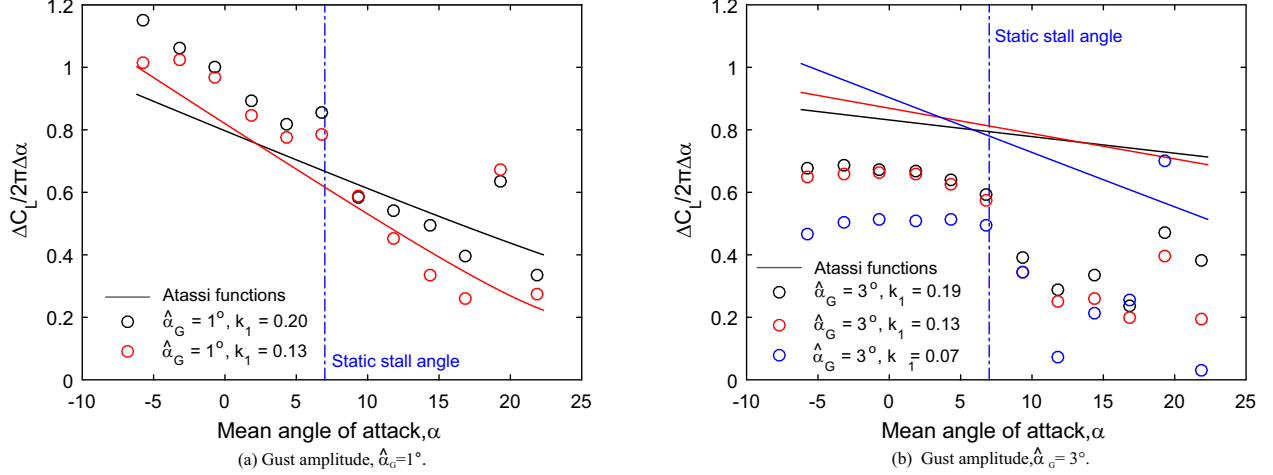 1.2
1
0.8
0.6
0.4
0.2
0
ΔC_L/2πΔα
Static stall angle
Atassi functions
α̂_G = 1°, k_1 = 0.20
α̂_G = 1°, k_1 = 0.13
-10 -5 0 5 10 15 20 25
Mean angle of attack,α
(a) Gust amplitude, α̂_G=1°.
1.2
1
0.8
0.6
0.4
0.2
0
ΔC_L/2πΔα
Static stall angle
Atassi functions
α̂_G = 3°, k_1 = 0.19
α̂_G = 3°, k_1 = 0.13
α̂_G = 3°, k_1= 0.07
-10 -5 0 5 10 15 20 25
Mean angle of attack,α
(b) Gust amplitude,α̂_G= 3°.